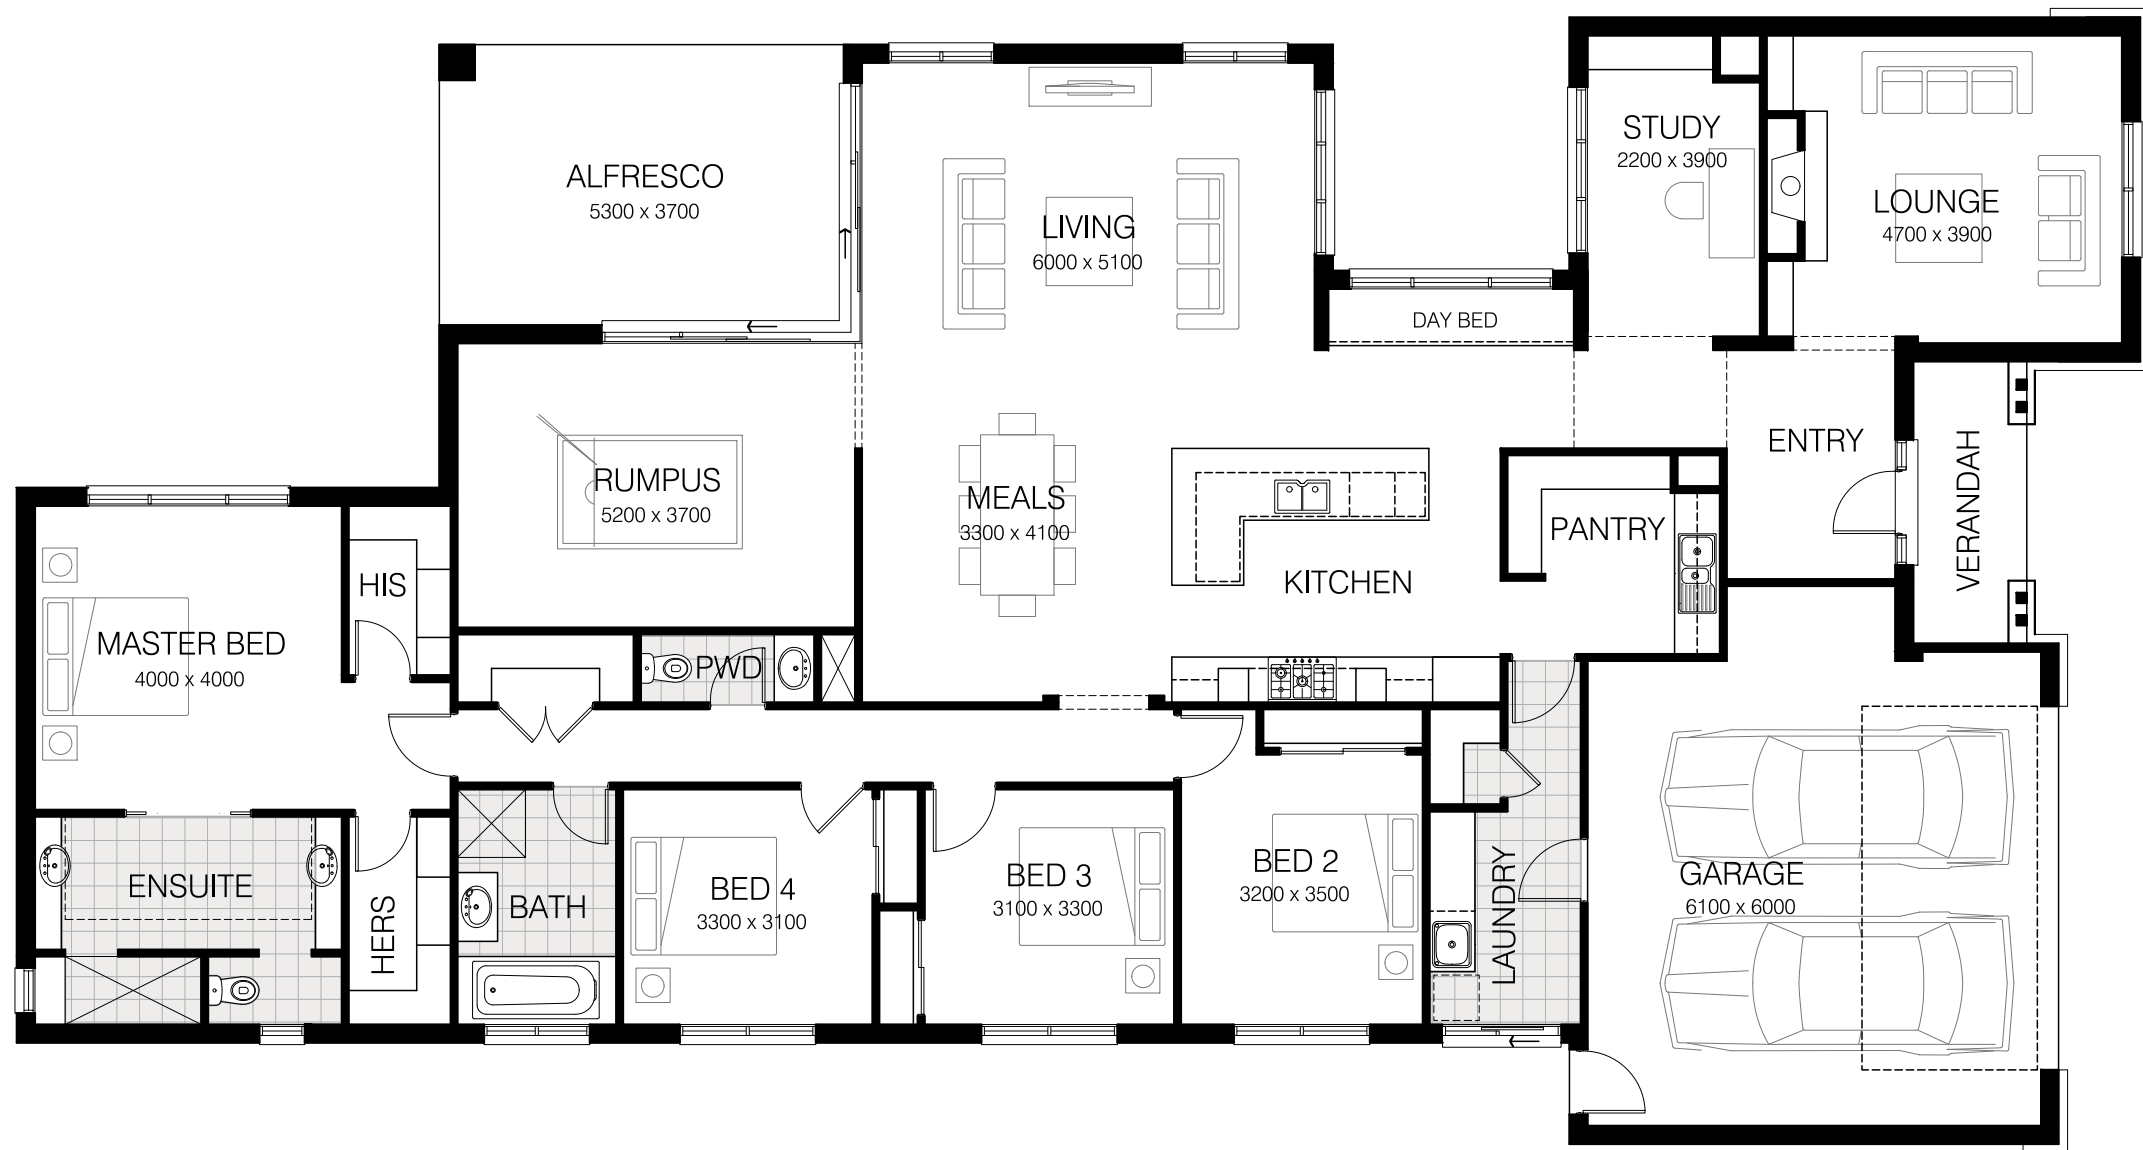 ALFRESCO
5300 x 3700
LIVING
6000 x 5100
STUDY
2200 x 3900
LOUNGE
4700 x 3900
DAY BED
RUMPUS
5200 x 3700
MEALS
3300 x 4100
KITCHEN
PANTRY
ENTRY
VERANDAH
HIS
MASTER BED
4000 x 4000
PWD
ENSUITE
HERS
BATH
BED 4
3300 x 3100
BED 3
3100 x 3300
BED 2
3200 x 3500
LAUNDRY
GARAGE
6100 x 6000